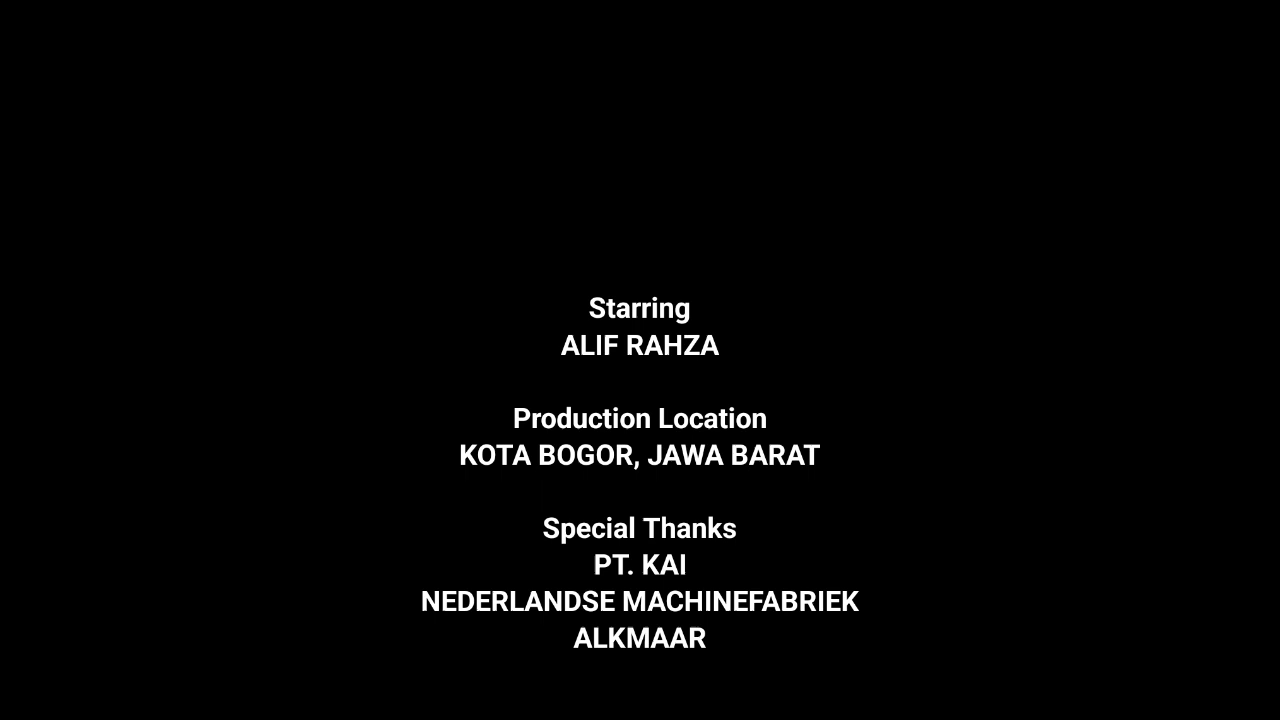 Starring
ALIF RAHZA
Production Location
KOTA BOGOR, JAWA BARAT
Special Thanks
PT. KAI
NEDERLANDSE MACHINEFABRIEK
ALKMAAR